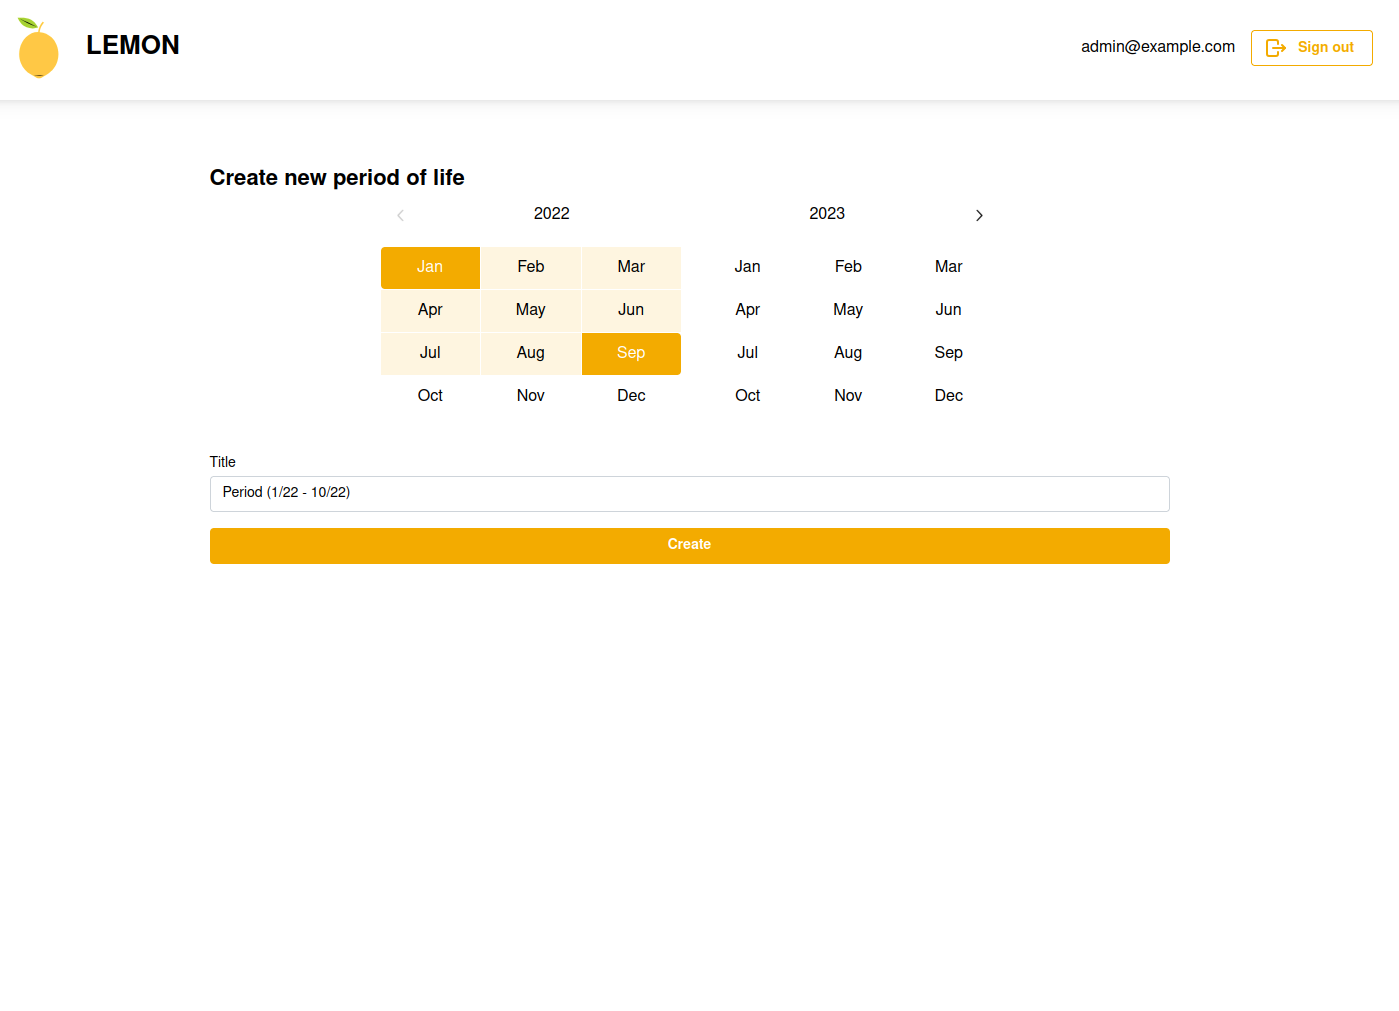 LEMON
admin@example.com
Sign out
Create new period of life
2022 2023
Jan Feb Mar Jan Feb Mar
Apr May Jun Apr May Jun
Jul Aug Sep Jul Aug Sep
Oct Nov Dec Oct Nov Dec
Title
Period (1/22 - 10/22)
Create